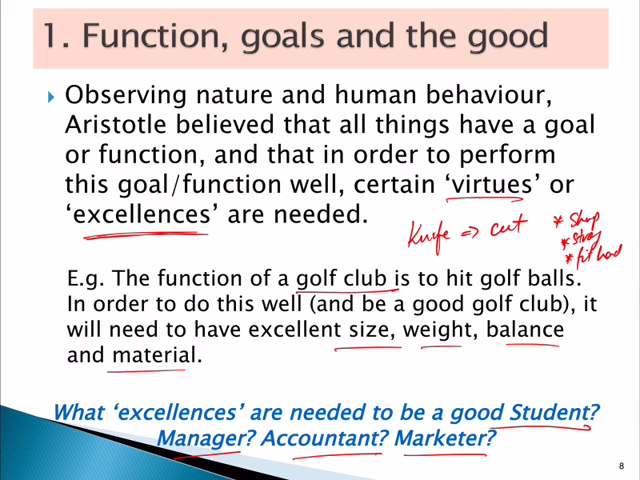 1. Function, goals and the good
Observing nature and human behaviour,
Aristotle believed that all things have a goal
or function, and that in order to perform
this goal/function well, certain ‘virtues’ or
‘excellences’ are needed.
Knife => cut
* Sharp
* Strong
* fit hand
E.g. The function of a golf club is to hit golf balls.
In order to do this well (and be a good golf club), it
will need to have excellent size, weight, balance
and material.
What ‘excellences’ are needed to be a good Student?
Manager? Accountant? Marketer?
8